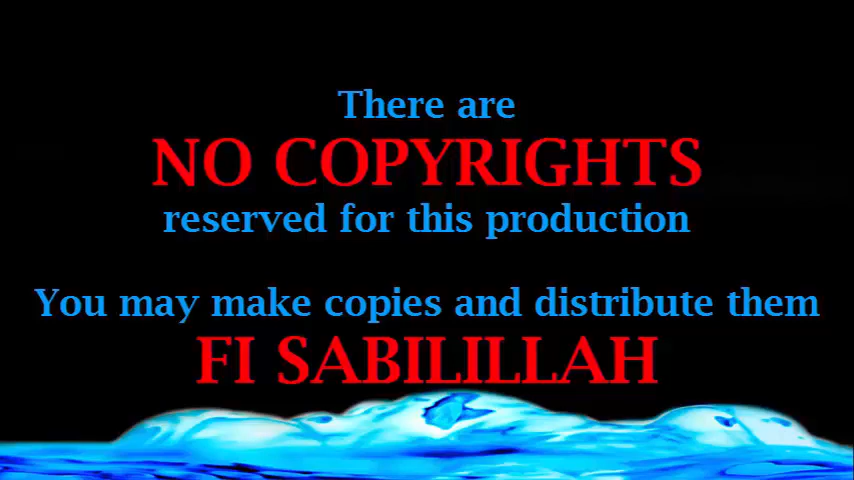 There are
NO COPYRIGHTS
reserved for this production
You may make copies and distribute them
FI SABILILLAH